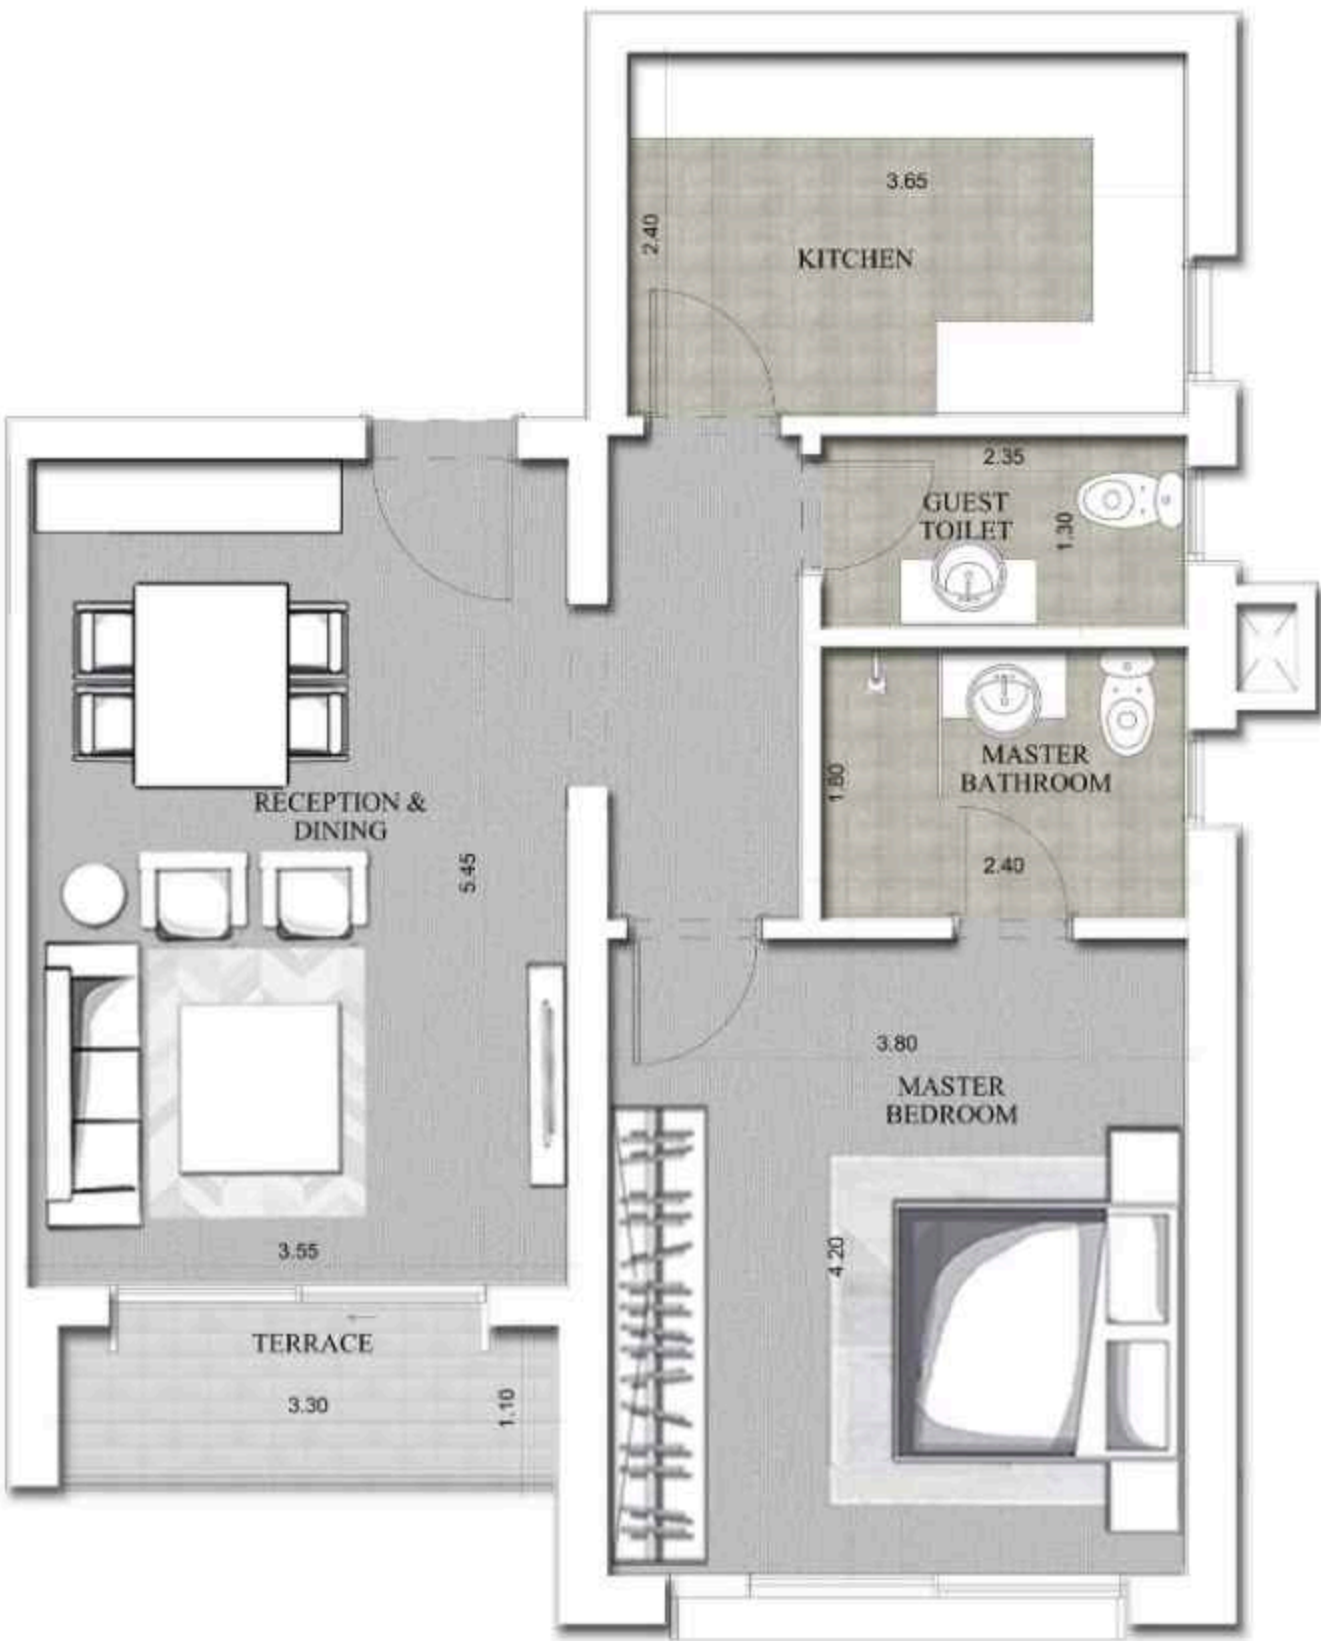 3.65
2.40
KITCHEN
2.35
GUEST
TOILET
1.30
MASTER
BATHROOM
1.80
2.40
RECEPTION &
DINING
5.45
3.80
MASTER
BEDROOM
4.20
3.55
TERRACE
3.30
1.10